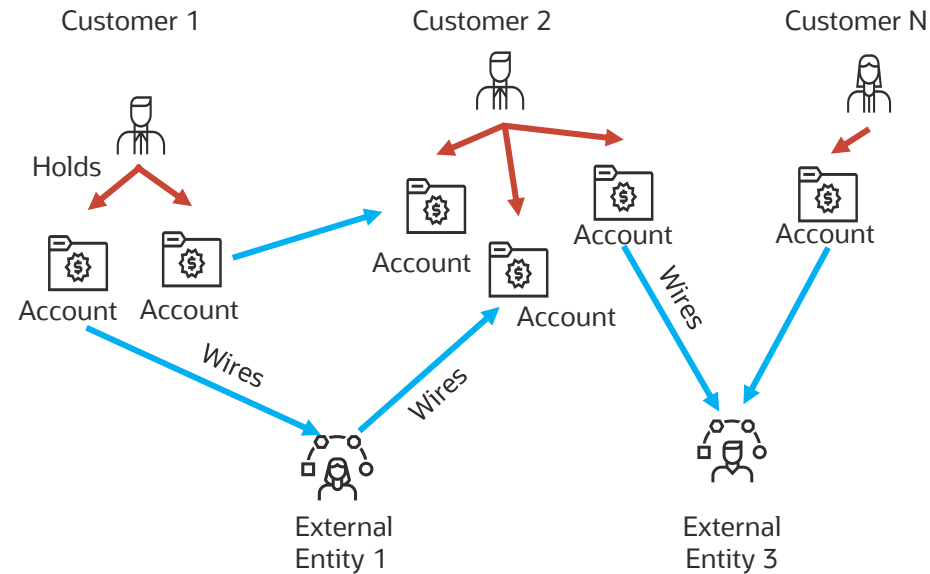 Customer 1
Customer 2
Customer N
Holds
$
$
$
$
$
$
Account
Account
Account
Account
Account
Account
Wires
Wires
Wires
External
Entity 1
External
Entity 3